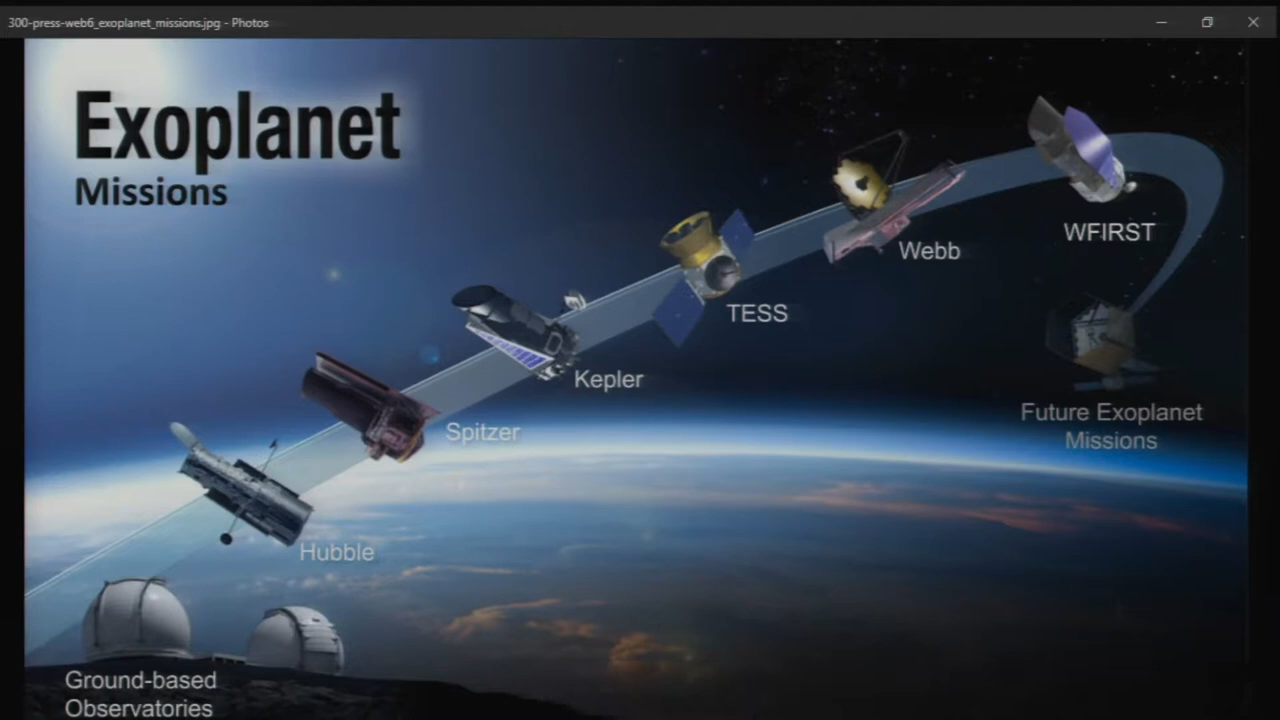 300-press-web6_exoplanet_missions.jpg - Photos
Exoplanet
Missions
WFIRST
Webb
TESS
Kepler
Future Exoplanet
Missions
Spitzer
Hubble
Ground-based
Observatories